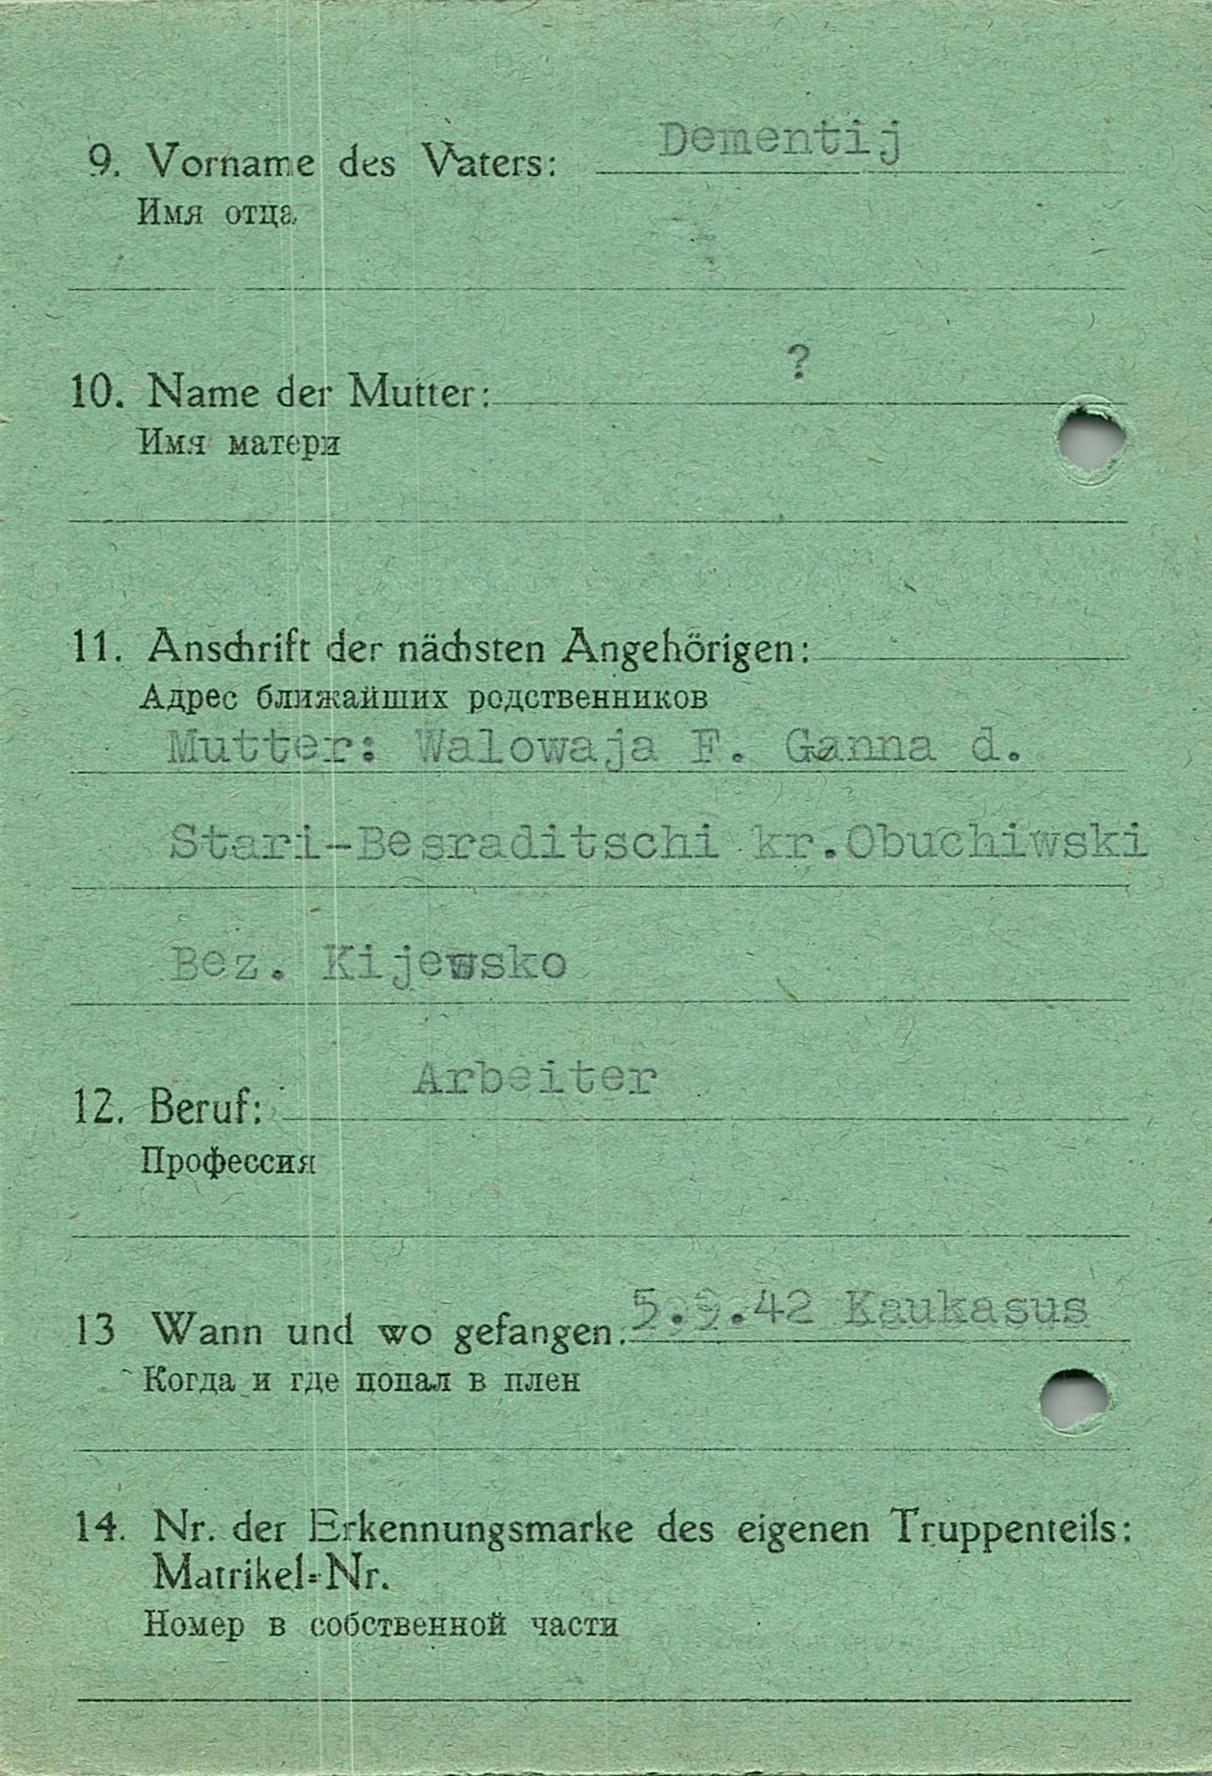 Dementij
9. Vorname des Vaters:
Имя отца
?
10. Name der Mutter:
Имя матери
11. Anschrift der nächsten Angehörigen:
Адрес ближайших родственников
Mutter: Walowaja F. Ganna d.
Stari-Besraditschi kr.Obuchiwski
Bez. Kijewsko
Arbeiter
12. Beruf:
Профессия
13 Wann und wo gefangen: 5.9.42 Kaukasus
Когда и где попал в плен
14. Nr. der Erkennungsmarke des eigenen Truppenteils:
Matrikel=Nr.
Номер в собственной части